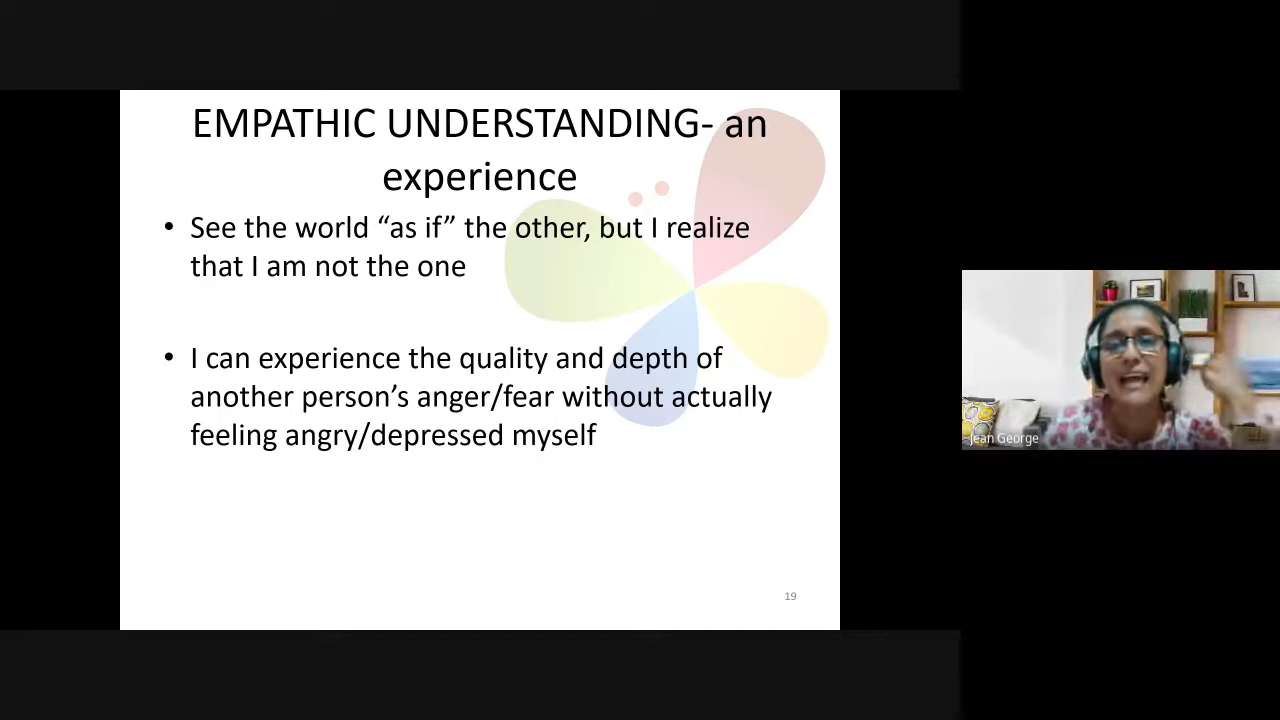 EMPATHIC UNDERSTANDING- an
experience
• See the world “as if” the other, but I realize
that I am not the one
• I can experience the quality and depth of
another person’s anger/fear without actually
feeling angry/depressed myself
19
Jean George